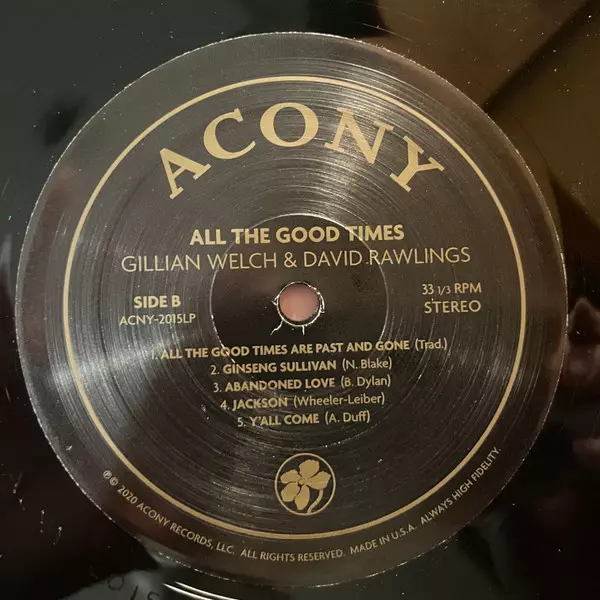 ACONY
ALL THE GOOD TIMES
GILLIAN WELCH & DAVID RAWLINGS
SIDE B
ACNY-2015LP
33 1/3 RPM
STEREO
1. ALL THE GOOD TIMES ARE PAST AND GONE (Trad.)
2. GINSENG SULLIVAN (N. Blake)
3. ABANDONED LOVE (B. Dylan)
4. JACKSON (Wheeler-Leiber)
5. Y'ALL COME (A. Duff)
℗ © 2020 ACONY RECORDS, LLC. ALL RIGHTS RESERVED. MADE IN U.S.A. ALWAYS HIGH FIDELITY.